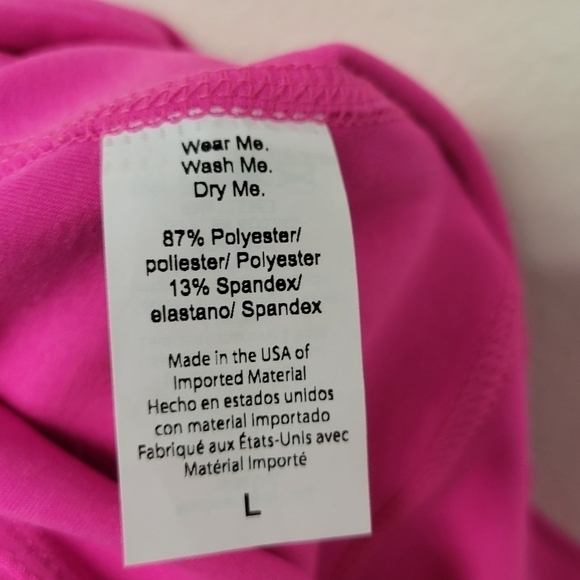 Wear Me.
Wash Me.
Dry Me.
87% Polyester/
poliester/ Polyester
13% Spandex/
elastano/ Spandex
Made in the USA of
Imported Material
Hecho en estados unidos
con material importado
Fabriqué aux États-Unis avec
Matérial Importé
L